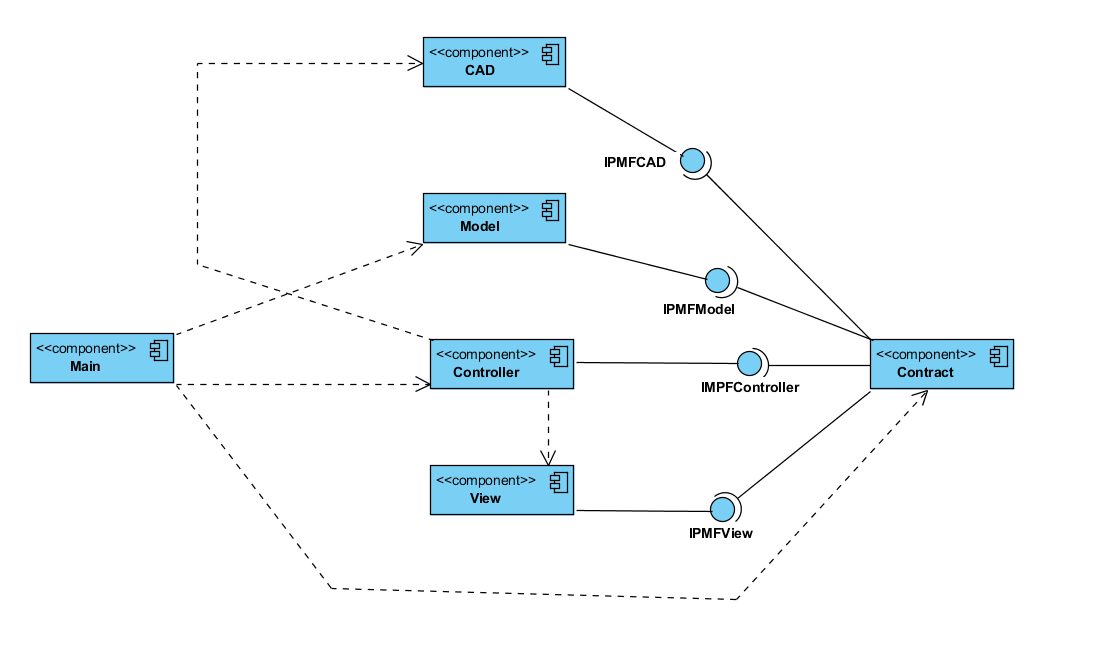 <<component>>
CAD
IPMFCAD
<<component>>
Model
IPMFModel
<<component>>
Main
<<component>>
Controller
IMPFController
<<component>>
Contract
<<component>>
View
IPMFView